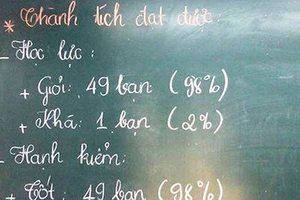 * Thành tích đạt được
- Học lực:
+ Giỏi: 49 bạn (98%)
+ Khá: 1 bạn (2%)
- Hạnh kiểm:
+ Tốt: 49 bạn (98%)